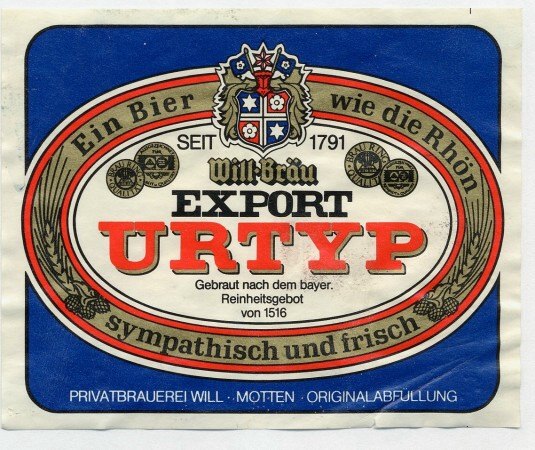 Ein Bier wie die Rhön
SEIT 1791
Will-Bräu
EXPORT
URTYP
Gebraut nach dem bayer.
Reinheitsgebot
von 1516
sympathisch und frisch
PRIVATBRAUEREI WILL · MOTTEN · ORIGINALABFÜLLUNG